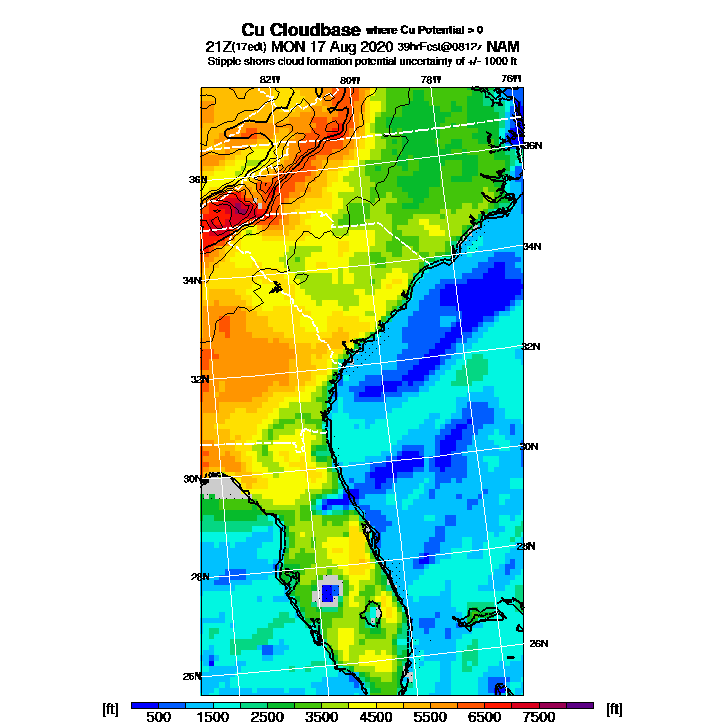 Cu Cloudbase where Cu Potential > 0
21Z(17edt) MON 17 Aug 2020 39hrFcst@0812z NAM
Stipple shows cloud formation potential uncertainty of +/- 1000 ft
82W 80W 78W 76W
36N
36N
34N
34N
32N
32N
30N
30N
28N
28N
26N
26N
[ft] 500 1500 2500 3500 4500 5500 6500 7500 [ft]